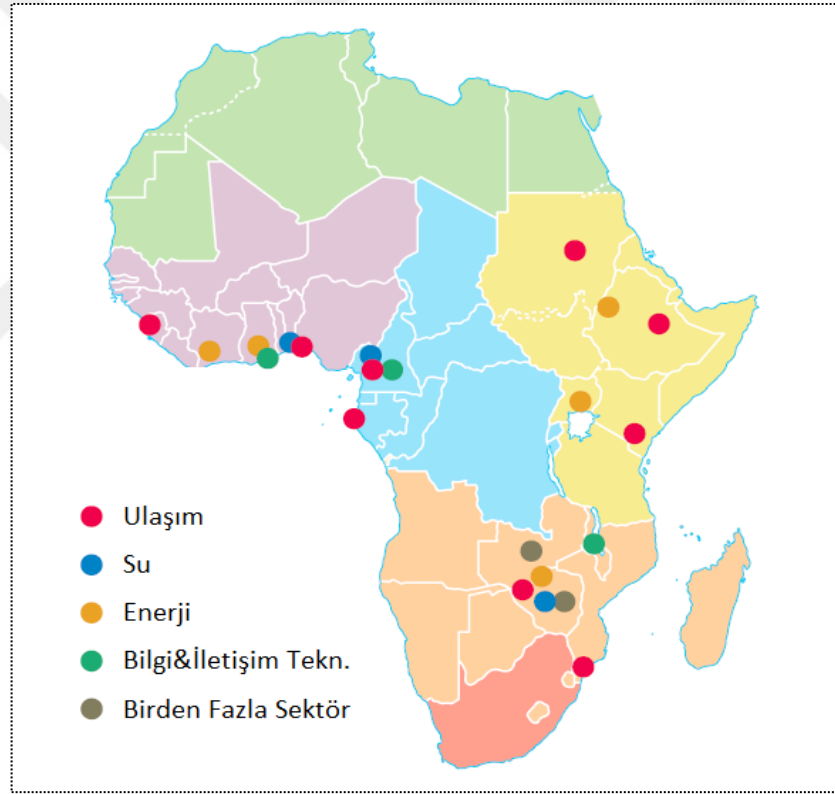 Ulaşım
Su
Enerji
Bilgi&İletişim Tekn.
Birden Fazla Sektör